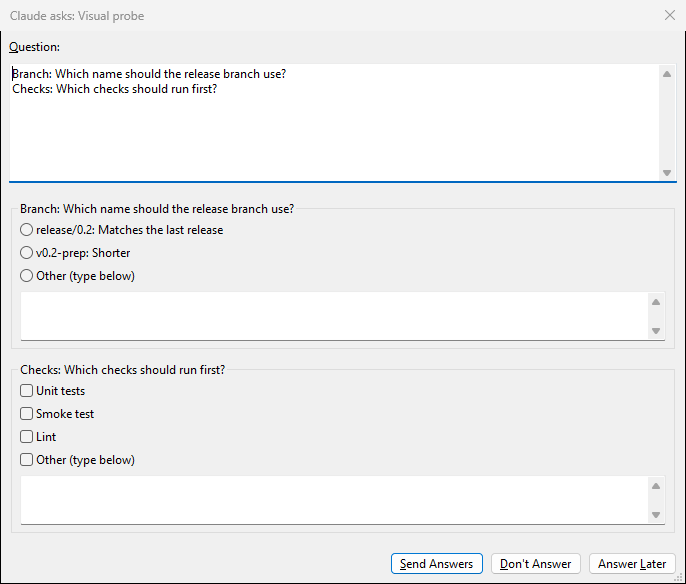 Claude asks: Visual probe
Question:
Branch: Which name should the release branch use?
Checks: Which checks should run first?
Branch: Which name should the release branch use?
release/0.2: Matches the last release
v0.2-prep: Shorter
Other (type below)
Checks: Which checks should run first?
Unit tests
Smoke test
Lint
Other (type below)
Send Answers
Don't Answer
Answer Later